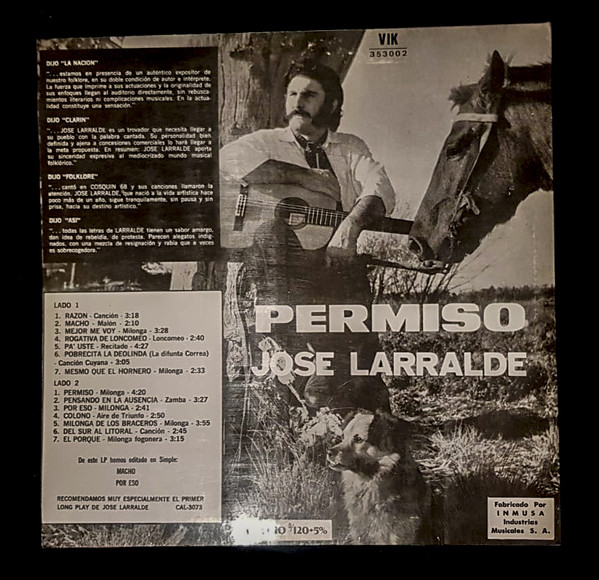 VIK
353002
DIJO "LA NACION"
"...estamos en presencia de un auténtico expositor de
nuestro folklore, en su doble condición de autor e intérprete.
La fuerza que imprime a sus actuaciones y la originalidad de
sus enfoques llegan al auditorio directamente, sin rebusca-
mientos literarios ni complicaciones musicales. En la actua-
lidad constituye una sensación."
DIJO "CLARIN"
"...JOSE LARRALDE es un trovador que necesita llegar a
su pueblo con la palabra cantada. Su personalidad bien
definida y ajena a concesiones comerciales lo hará llegar a
la meta propuesta. En resumen: JOSE LARRALDE aporta
su sinceridad expresiva al mediocrizado mundo musical
folklórico."
DIJO "FOLKLORE"
"...cantó en COSQUIN 68 y sus canciones llamaron la
atención. JOSE LARRALDE, que nació a la vida artística hace
poco más de un año, sigue tranquilamente, sin pausa y sin
prisa, hacia su destino artístico."
DIJO "ASI"
"...todas las letras de LARRALDE tienen un sabor amargo,
dan idea de rebeldía, de protesta. Parecen alegatos indig-
nados, con una mezcla de resignación y rabia que a veces
es sobrecogedora."
LADO 1
1. RAZON - Canción - 3:18
2. MACHO - Malón - 2:10
3. MEJOR ME VOY - Milonga - 3:28
4. ROGATIVA DE LONCOMEO - Loncomeo - 2:40
5. PA' USTE - Recitado - 4:27
6. POBRECITA LA DEOLINDA (La difunta Correa)
- Canción Cuyana - 3:05
7. MESMO QUE EL HORNERO - Milonga - 2:33
LADO 2
1. PERMISO - Milonga - 4:20
2. PENSANDO EN LA AUSENCIA - Zamba - 3:27
3. POR ESO - MILONGA - 2:41
4. COLONO - Aire de Triunfo - 2:50
5. MILONGA DE LOS BRACEROS - Milonga - 3:55
6. DEL SUR AL LITORAL - Canción - 2:45
7. EL PORQUE - Milonga fogonera - 3:15
De este LP hemos editado en Simple:
MACHO
POR ESO
RECOMENDAMOS MUY ESPECIALMENTE EL PRIMER
LONG PLAY DE JOSE LARRALDE CAL-3073
PERMISO
JOSE LARRALDE
120+5%
Fabricado Por
INMUSA
Industrias
Musicales S. A.